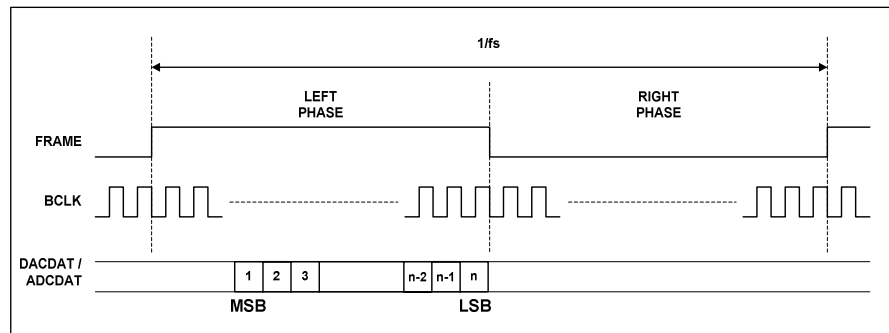 1/fs
LEFT
PHASE
RIGHT
PHASE
FRAME
BCLK
DACDAT /
ADCDAT
1 2 3 n-2 n-1 n
MSB LSB